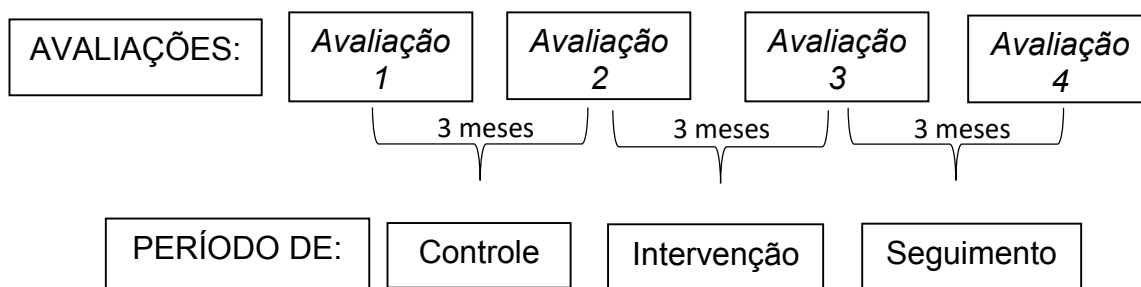 AVALIAÇÕES:
Avaliação
1
Avaliação
2
Avaliação
3
Avaliação
4
3 meses
3 meses
3 meses
PERÍODO DE:
Controle
Intervenção
Seguimento